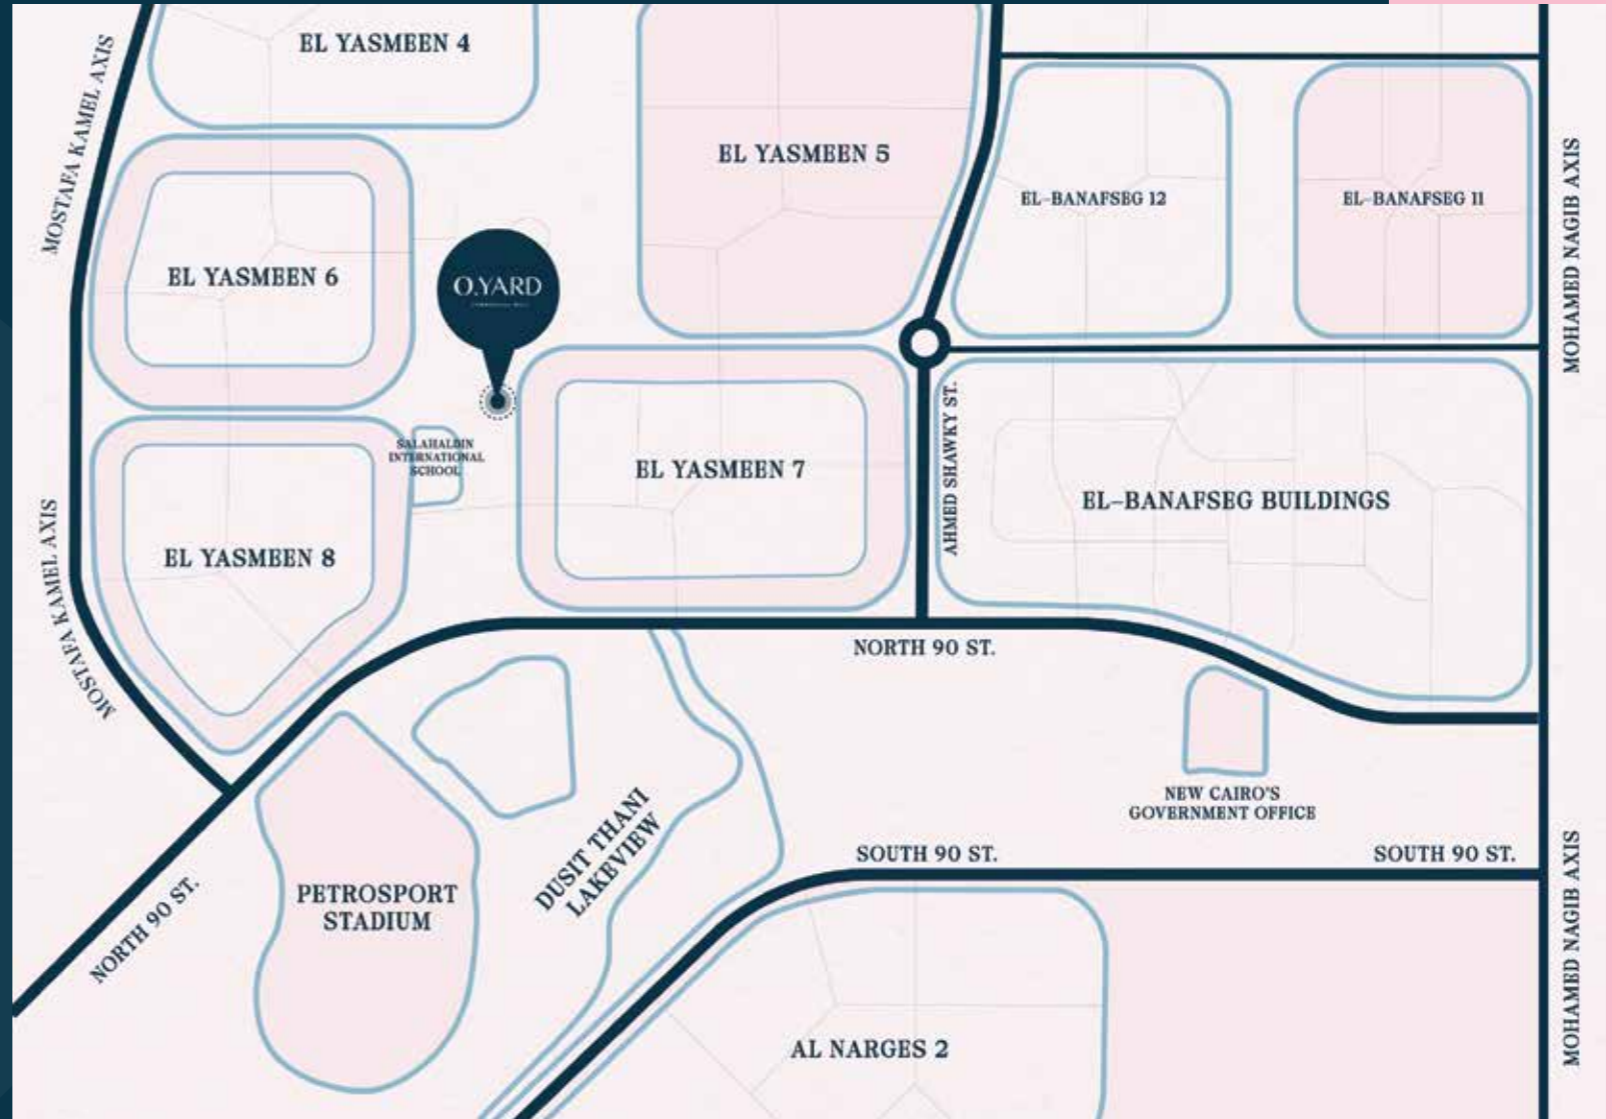 EL YASMEEN 4
MOSTAFA KAMEL AXIS
EL YASMEEN 5
EL-BANAFSEG 12
EL-BANAFSEG 11
MOHAMED NAGIB AXIS
EL YASMEEN 6
O.YARD
AHMED SHAWKY ST.
SALAHALDIN
INTERNATIONAL
SCHOOL
EL YASMEEN 7
EL-BANAFSEG BUILDINGS
EL YASMEEN 8
MOSTAFA KAMEL AXIS
NORTH 90 ST.
NEW CAIRO'S
GOVERNMENT OFFICE
DUSIT THANI
LAKEVIEW
SOUTH 90 ST.
SOUTH 90 ST.
PETROSPORT
STADIUM
NORTH 90 ST.
MOHAMED NAGIB AXIS
AL NARGES 2